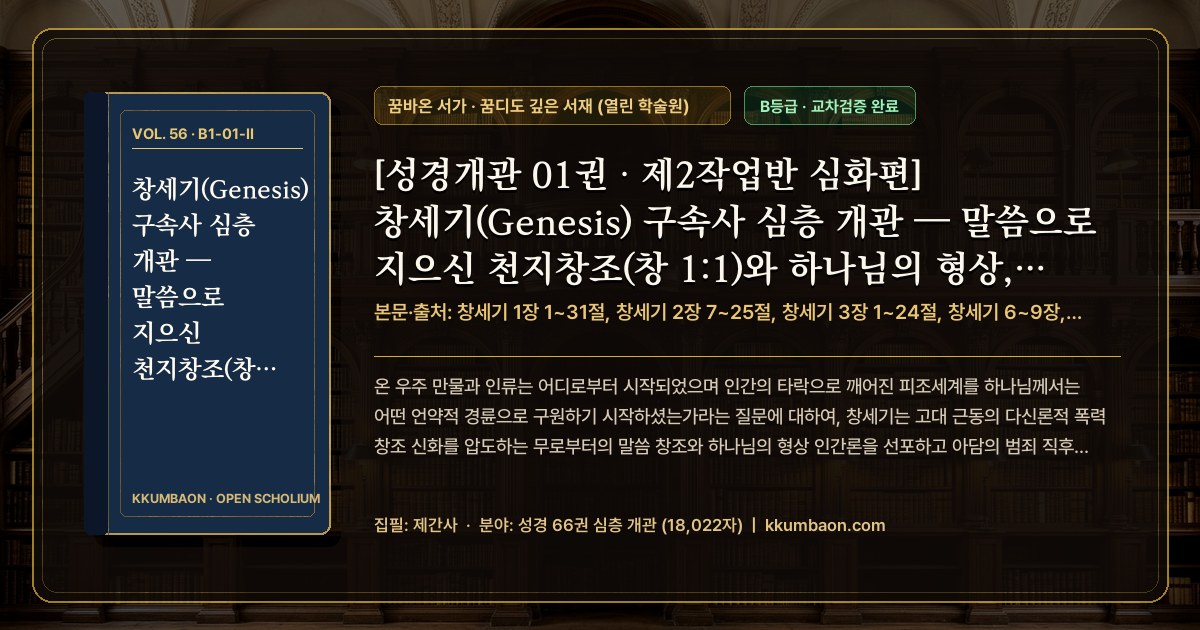 VOL. 56 · B1-01-II
창세기(Genesis)
구속사 심층
개관 —
말씀으로
지으신
천지창조(창…
KKUMBAON · OPEN SCHOLIUM
꿈바온 서가 · 꿈디도 깊은 서재 (열린 학술원)
B등급 · 교차검증 완료
[성경개관 01권 · 제2작업반 심화편]
창세기(Genesis) 구속사 심층 개관 — 말씀으로
지으신 천지창조(창 1:1)와 하나님의 형상,…
본문·출처: 창세기 1장 1~31절, 창세기 2장 7~25절, 창세기 3장 1~24절, 창세기 6~9장,...
온 우주 만물과 인류는 어디로부터 시작되었으며 인간의 타락으로 깨어진 피조세계를 하나님께서는
어떤 언약적 경륜으로 구원하기 시작하셨는가라는 질문에 대하여, 창세기는 고대 근동의 다신론적 폭력
창조 신화를 압도하는 무로부터의 말씀 창조와 하나님의 형상 인간론을 선포하고 아담의 범죄 직후...
집필: 제간사 · 분야: 성경 66권 심층 개관 (18,022자) | kkumbaon.com